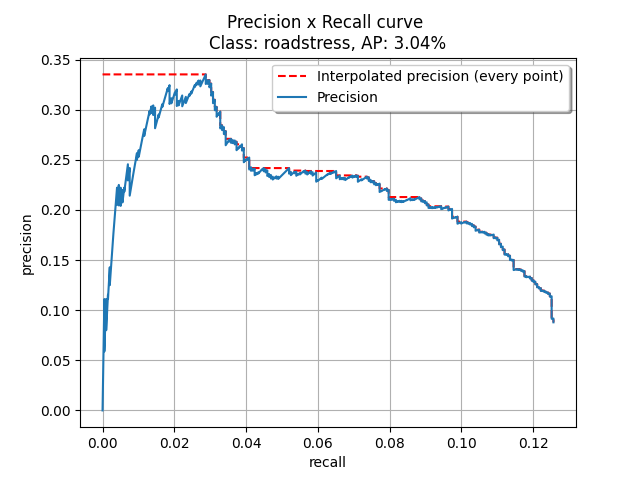 Precision x Recall curve
Class: roadstress, AP: 3.04%
Interpolated precision (every point)
Precision
0.35
0.30
0.25
0.20
0.15
0.10
0.05
0.00
precision
0.00 0.02 0.04 0.06 0.08 0.10 0.12
recall